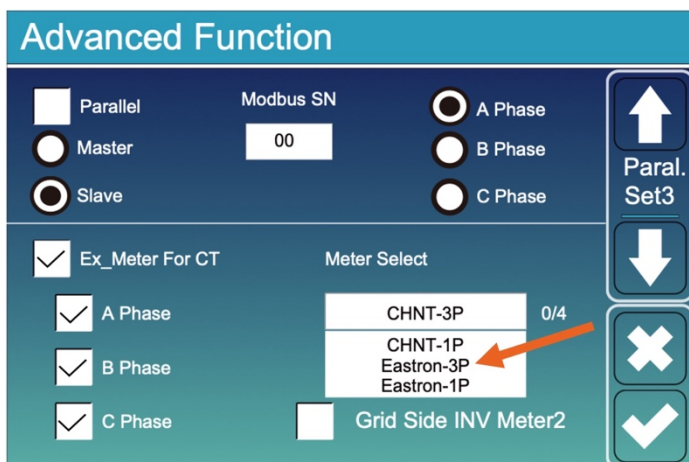 Advanced Function
Parallel
Modbus SN
A Phase
Master
00
B Phase
Slave
C Phase
Paral.
Set3
Ex_Meter For CT
Meter Select
A Phase
CHNT-3P
0/4
CHNT-1P
B Phase
Eastron-3P
Eastron-1P
C Phase
Grid Side INV Meter2